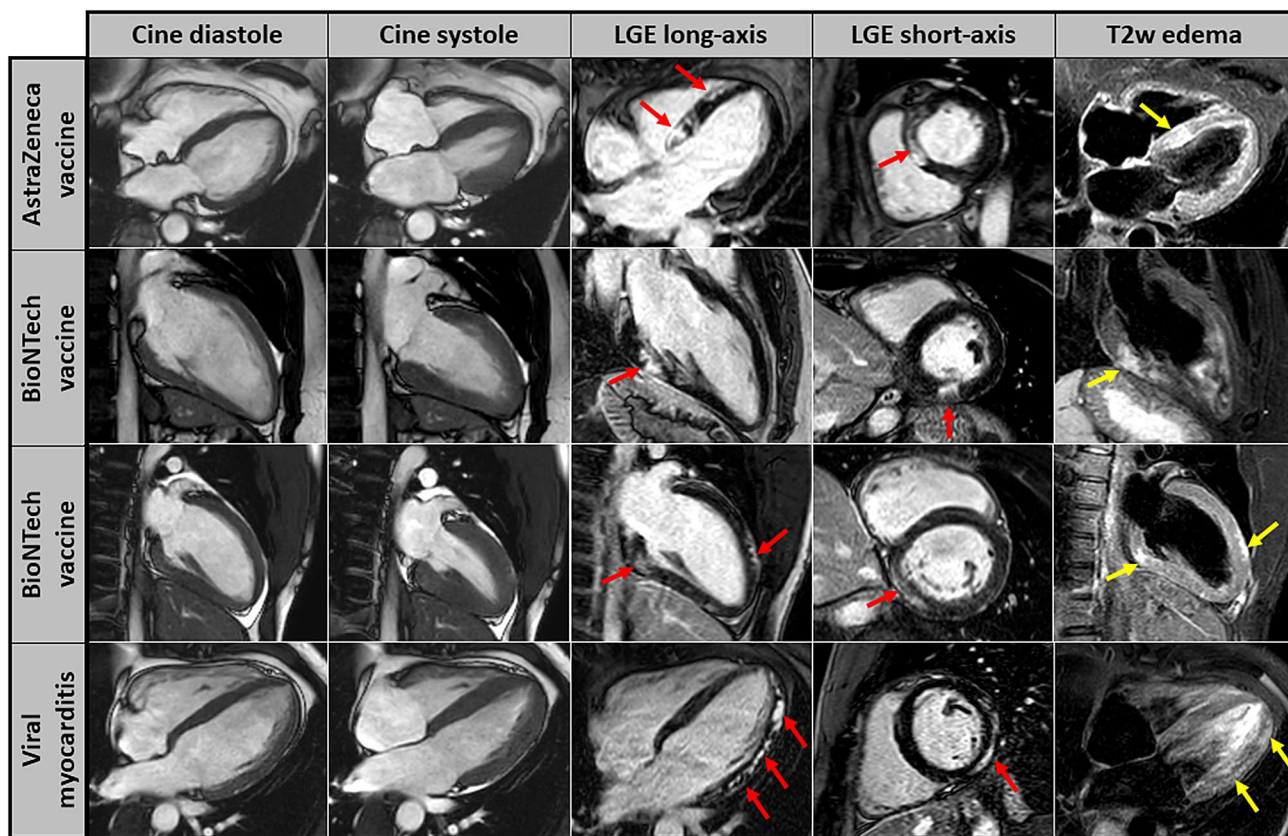 Cine diastole
Cine systole
LGE long-axis
LGE short-axis
T2w edema
AstraZeneca
vaccine
BioNTech
vaccine
BioNTech
vaccine
Viral
myocarditis